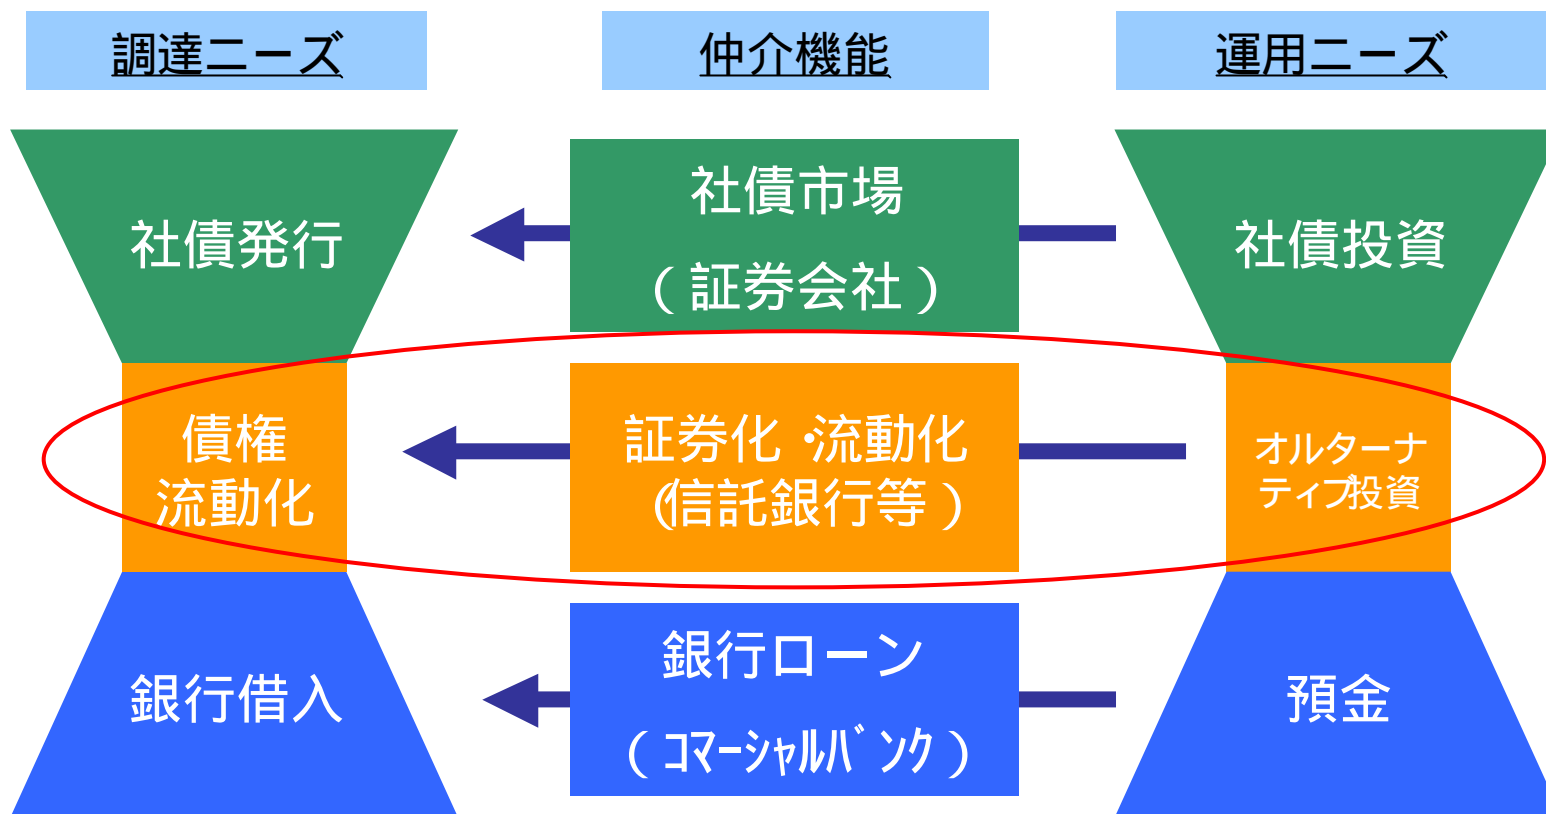 調達ニーズ
仲介機能
運用ニーズ
社債発行
社債市場
（証券会社）
社債投資
債権
流動化
証券化・流動化
（信託銀行等）
オルターナ
ティブ投資
銀行借入
銀行ローン
（ｺﾏｰｼｬﾙﾊﾞﾝｸ）
預金